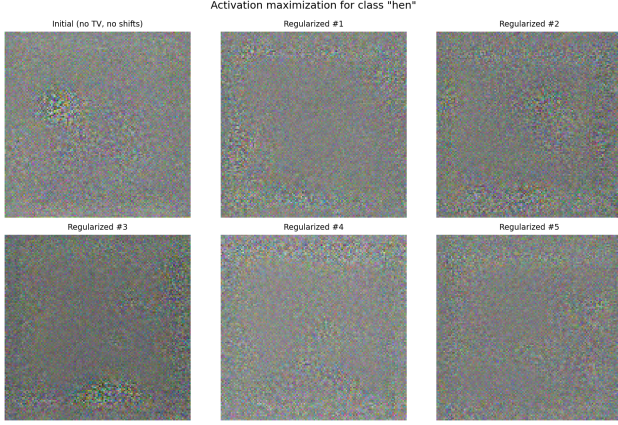 Activation maximization for class "hen"
Initial (no TV, no shifts)
Regularized #1
Regularized #2
Regularized #3
Regularized #4
Regularized #5